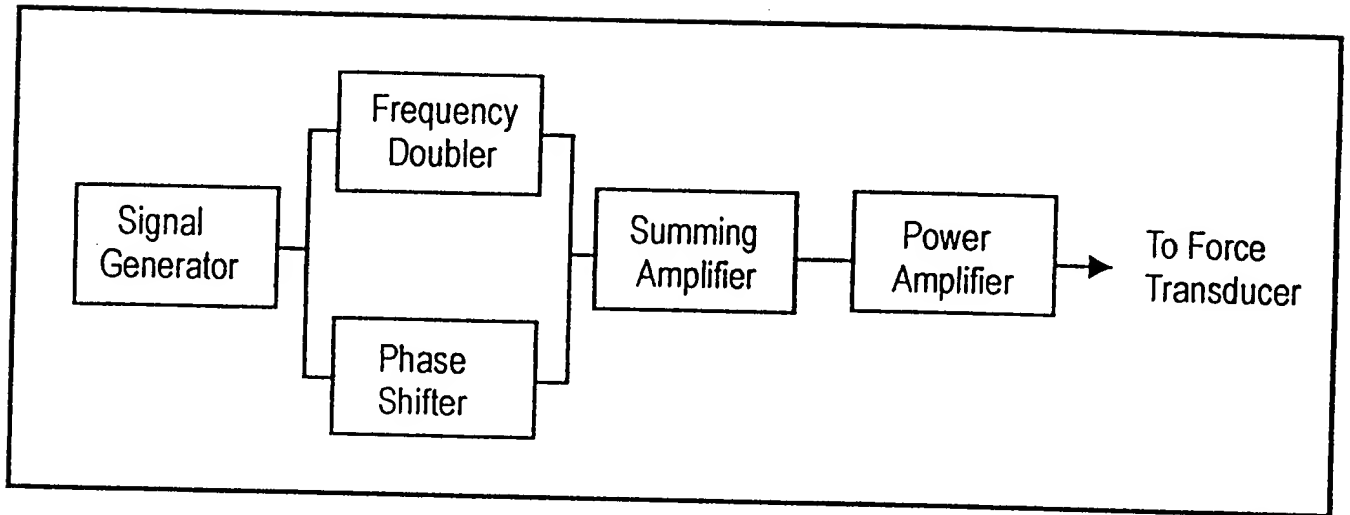 Frequency
Doubler
Signal
Generator
Summing
Amplifier
Power
Amplifier
To Force
Transducer
Phase
Shifter